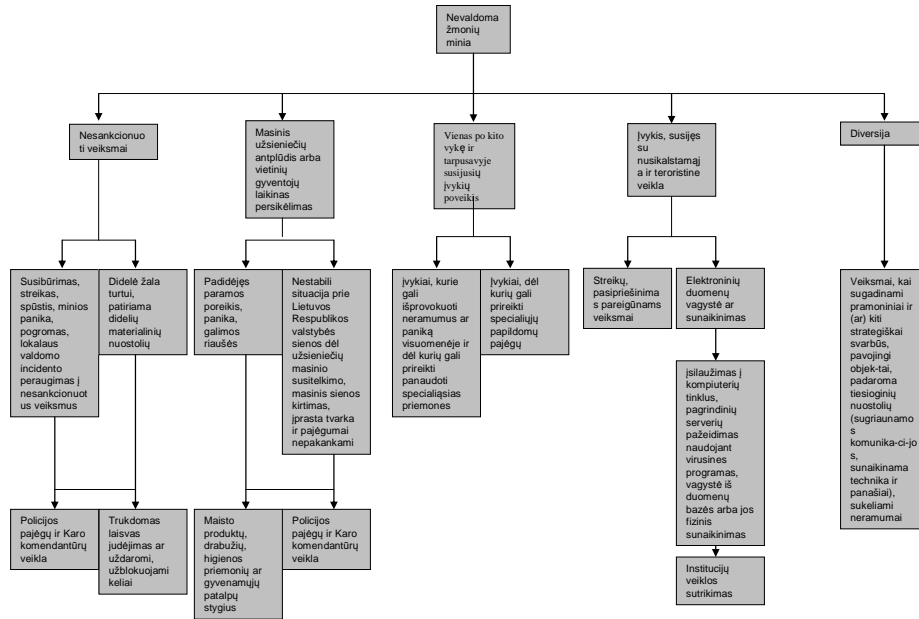 Nevaldoma
žmonių
minia
Nesankcionuo
ti veiksmai
Masinis
užsieniečių
antplūdis arba
vietinių
gyventojų
laikinas
persikėlimas
Vienas po kito
vykę ir
tarpusavyje
susijusių
įvykių
poveikis
Įvykis, susijęs
su
nusikalstamąj
a ir teroristine
veikla
Diversija
Susibūrimas,
streikas,
spūstis, minios
panika,
pogromas,
lokalaus
valdomo
incidento
peraugimas į
nesankcionuot
us veiksmus
Didelė žala
turtui,
patiriama
didelių
materialinių
nuostolių
Padidėjęs
paramos
poreikis,
panika,
galimos
riaušės
Nestabili
situacija prie
Lietuvos
Respublikos
valstybės
sienos dėl
užsieniečių
masinio
susitelkimo,
masinis sienos
kirtimas,
įprasta tvarka
ir pajėgumai
nepakankami
įvykiai, kurie
gali
išprovokuoti
neramumus ar
paniką
visuomenėje ir
dėl kurių gali
prireikti
panaudoti
specialiąsias
priemones
Įvykiai, dėl
kurių gali
prireikti
specialiųjų
papildomų
pajėgų
Streikų,
pasipriešinima
s pareigūnams
veiksmai
Elektroninių
duomenų
vagystė ar
sunaikinimas
Veiksmai, kai
sugadinami
pramoniniai ir
(ar) kiti
strategiškai
svarbūs,
pavojingi
objek-tai,
padaroma
tiesioginių
nuostolių
(sugriaunamo
s
komunika-ci-jo
s,
sunaikinama
technika ir
panašiai),
sukeliami
neramumai
įsilaužimas į
kompiuterių
tinklus,
pagrindinių
serverių
pažeidimas
naudojant
virusines
programas,
vagystė iš
duomenų
bazės arba jos
fizinis
sunaikinimas
Policijos
pajėgų ir Karo
komendantūrų
veikla
Trukdomas
laisvas
judėjimas ar
uždaromi,
užblokuojami
keliai
Maisto
produktų,
drabužių,
higienos
priemonių ar
gyvenamųjų
patalpų
stygius
Policijos
pajėgų ir Karo
komendantūrų
veikla
Institucijų
veiklos
sutrikimas